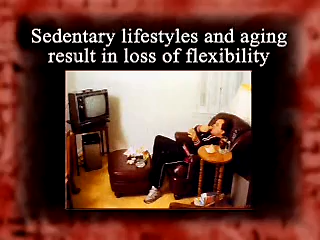 Sedentary lifestyles and aging
result in loss of flexibility